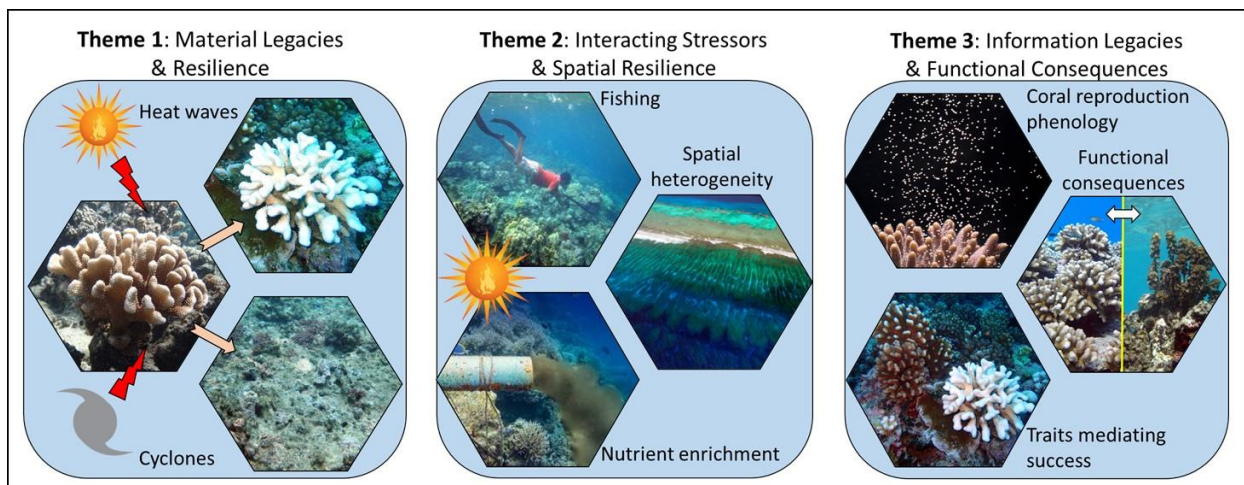 Theme 1: Material Legacies
& Resilience
Heat waves
Cyclones
Theme 2: Interacting Stressors
& Spatial Resilience
Fishing
Spatial
heterogeneity
Nutrient enrichment
Theme 3: Information Legacies
& Functional Consequences
Coral reproduction
phenology
Functional
consequences
Traits mediating
success